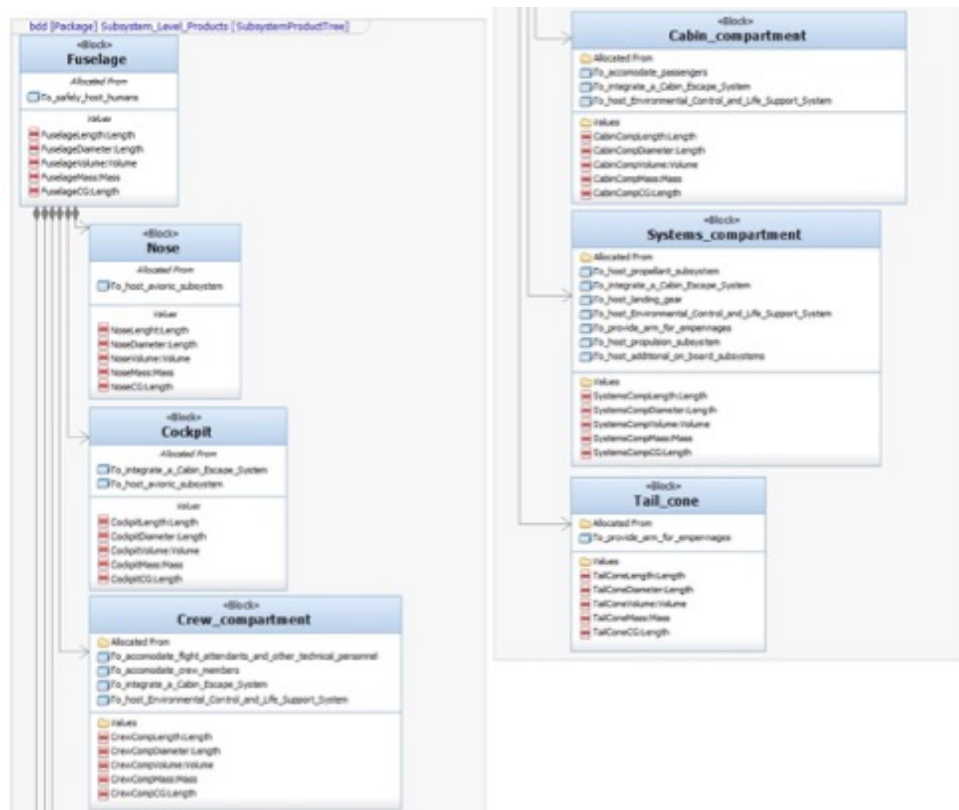 bdd [Package] Subsystem_Level_Products [SubsystemProductTree]
«Block»
Fuselage
Allocated From
To_safely_host_humans
Values
FuselageLength:Length
FuselageDiameter:Length
FuselageVolume:Volume
FuselageMass:Mass
FuselageCG:Length
«Block»
Nose
Allocated From
To_host_avionic_subsystem
Values
NoseLenght:Length
NoseDiameter:Length
NoseVolume:Volume
NoseMass:Mass
NoseCG:Length
«Block»
Cockpit
Allocated From
To_integrate_a_Cabin_Escape_System
To_host_avionic_subsystem
Values
CockpitLength:Length
CockpitDiameter:Length
CockpitVolume:Volume
CockpitMass:Mass
CockpitCG:Length
«Block»
Crew_compartment
Allocated From
To_accomodate_flight_attendants_and_other_technical_personnel
To_accomodate_crew_members
To_integrate_a_Cabin_Escape_System
To_host_Environmental_Control_and_Life_Support_System
Values
CrewCompLength:Length
CrewCompDiameter:Length
CrewCompVolume:Volume
CrewCompMass:Mass
CrewCompCG:Length
«Block»
Cabin_compartment
Allocated From
To_accomodate_passengers
To_integrate_a_Cabin_Escape_System
To_host_Environmental_Control_and_Life_Support_System
Values
CabinCompLength:Length
CabinCompDiameter:Length
CabinCompVolume:Volume
CabinCompMass:Mass
CabinCompCG:Length
«Block»
Systems_compartment
Allocated From
To_host_propellant_subsystem
To_integrate_a_Cabin_Escape_System
To_host_landing_gear
To_host_Environmental_Control_and_Life_Support_System
To_provide_arm_for_empennages
To_host_propulsion_subsystem
To_host_additional_on_board_subsystems
Values
SystemsCompLength:Length
SystemsCompDiameter:Length
SystemsCompVolume:Volume
SystemsCompMass:Mass
SystemsCompCG:Length
«Block»
Tail_cone
Allocated From
To_provide_arm_for_empennages
Values
TailConeLength:Length
TailConeDiameter:Length
TailConeVolume:Volume
TailConeMass:Mass
TailConeCG:Length